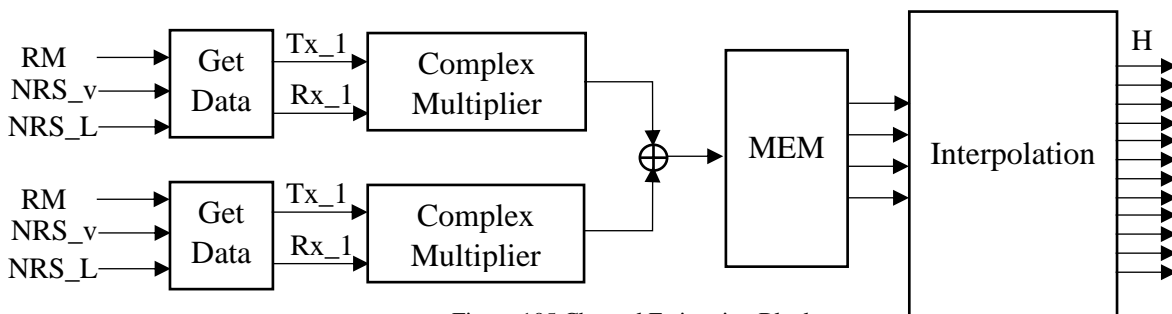 RM
NRS_v
NRS_L
Get
Data
Tx_1
Rx_1
Complex
Multiplier
RM
NRS_v
NRS_L
Get
Data
Tx_1
Rx_1
Complex
Multiplier
MEM
Interpolation
H